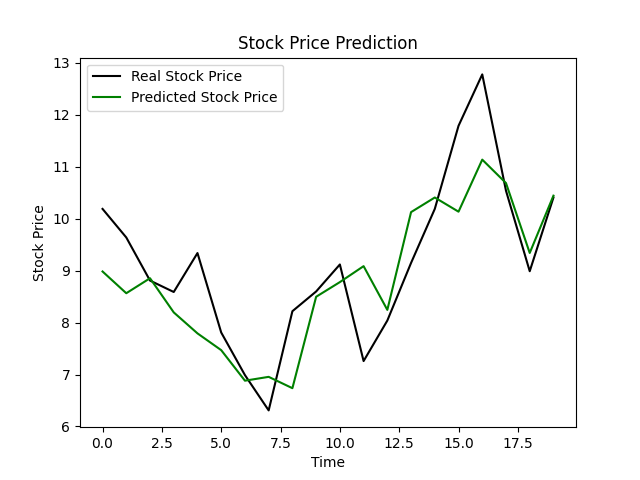 Stock Price Prediction
Real Stock Price
Predicted Stock Price
Stock Price
13
12
11
10
9
8
7
6
0.0 2.5 5.0 7.5 10.0 12.5 15.0 17.5
Time